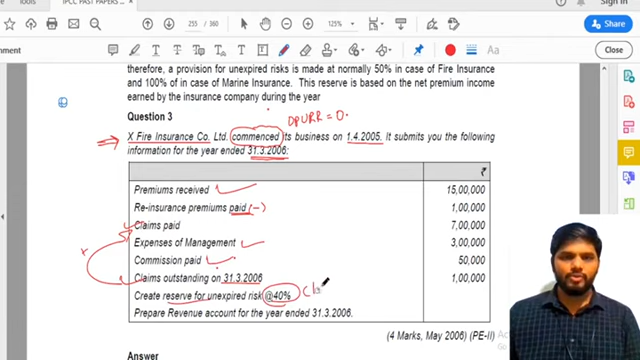 IPCC PAST PAPERS
Sign In
255 / 360
125%
Close
therefore, a provision for unexpired risks is made at normally 50% in case of Fire Insurance
and 100% of in case of Marine Insurance. This reserve is based on the net premium income
earned by the insurance company during the year
Question 3
DPURR = 0.
X Fire Insurance Co. Ltd. commenced its business on 1.4.2005. It submits you the following
information for the year ended 31.3.2006:
₹
Premiums received 15,00,000
Re-insurance premiums paid (-) 1,00,000
Claims paid 7,00,000
Expenses of Management 3,00,000
Commission paid 50,000
Claims outstanding on 31.3.2006 1,00,000
Create reserve for unexpired risk @40%
Prepare Revenue account for the year ended 31.3.2006.
(4 Marks, May 2006) (PE-II)
Answer